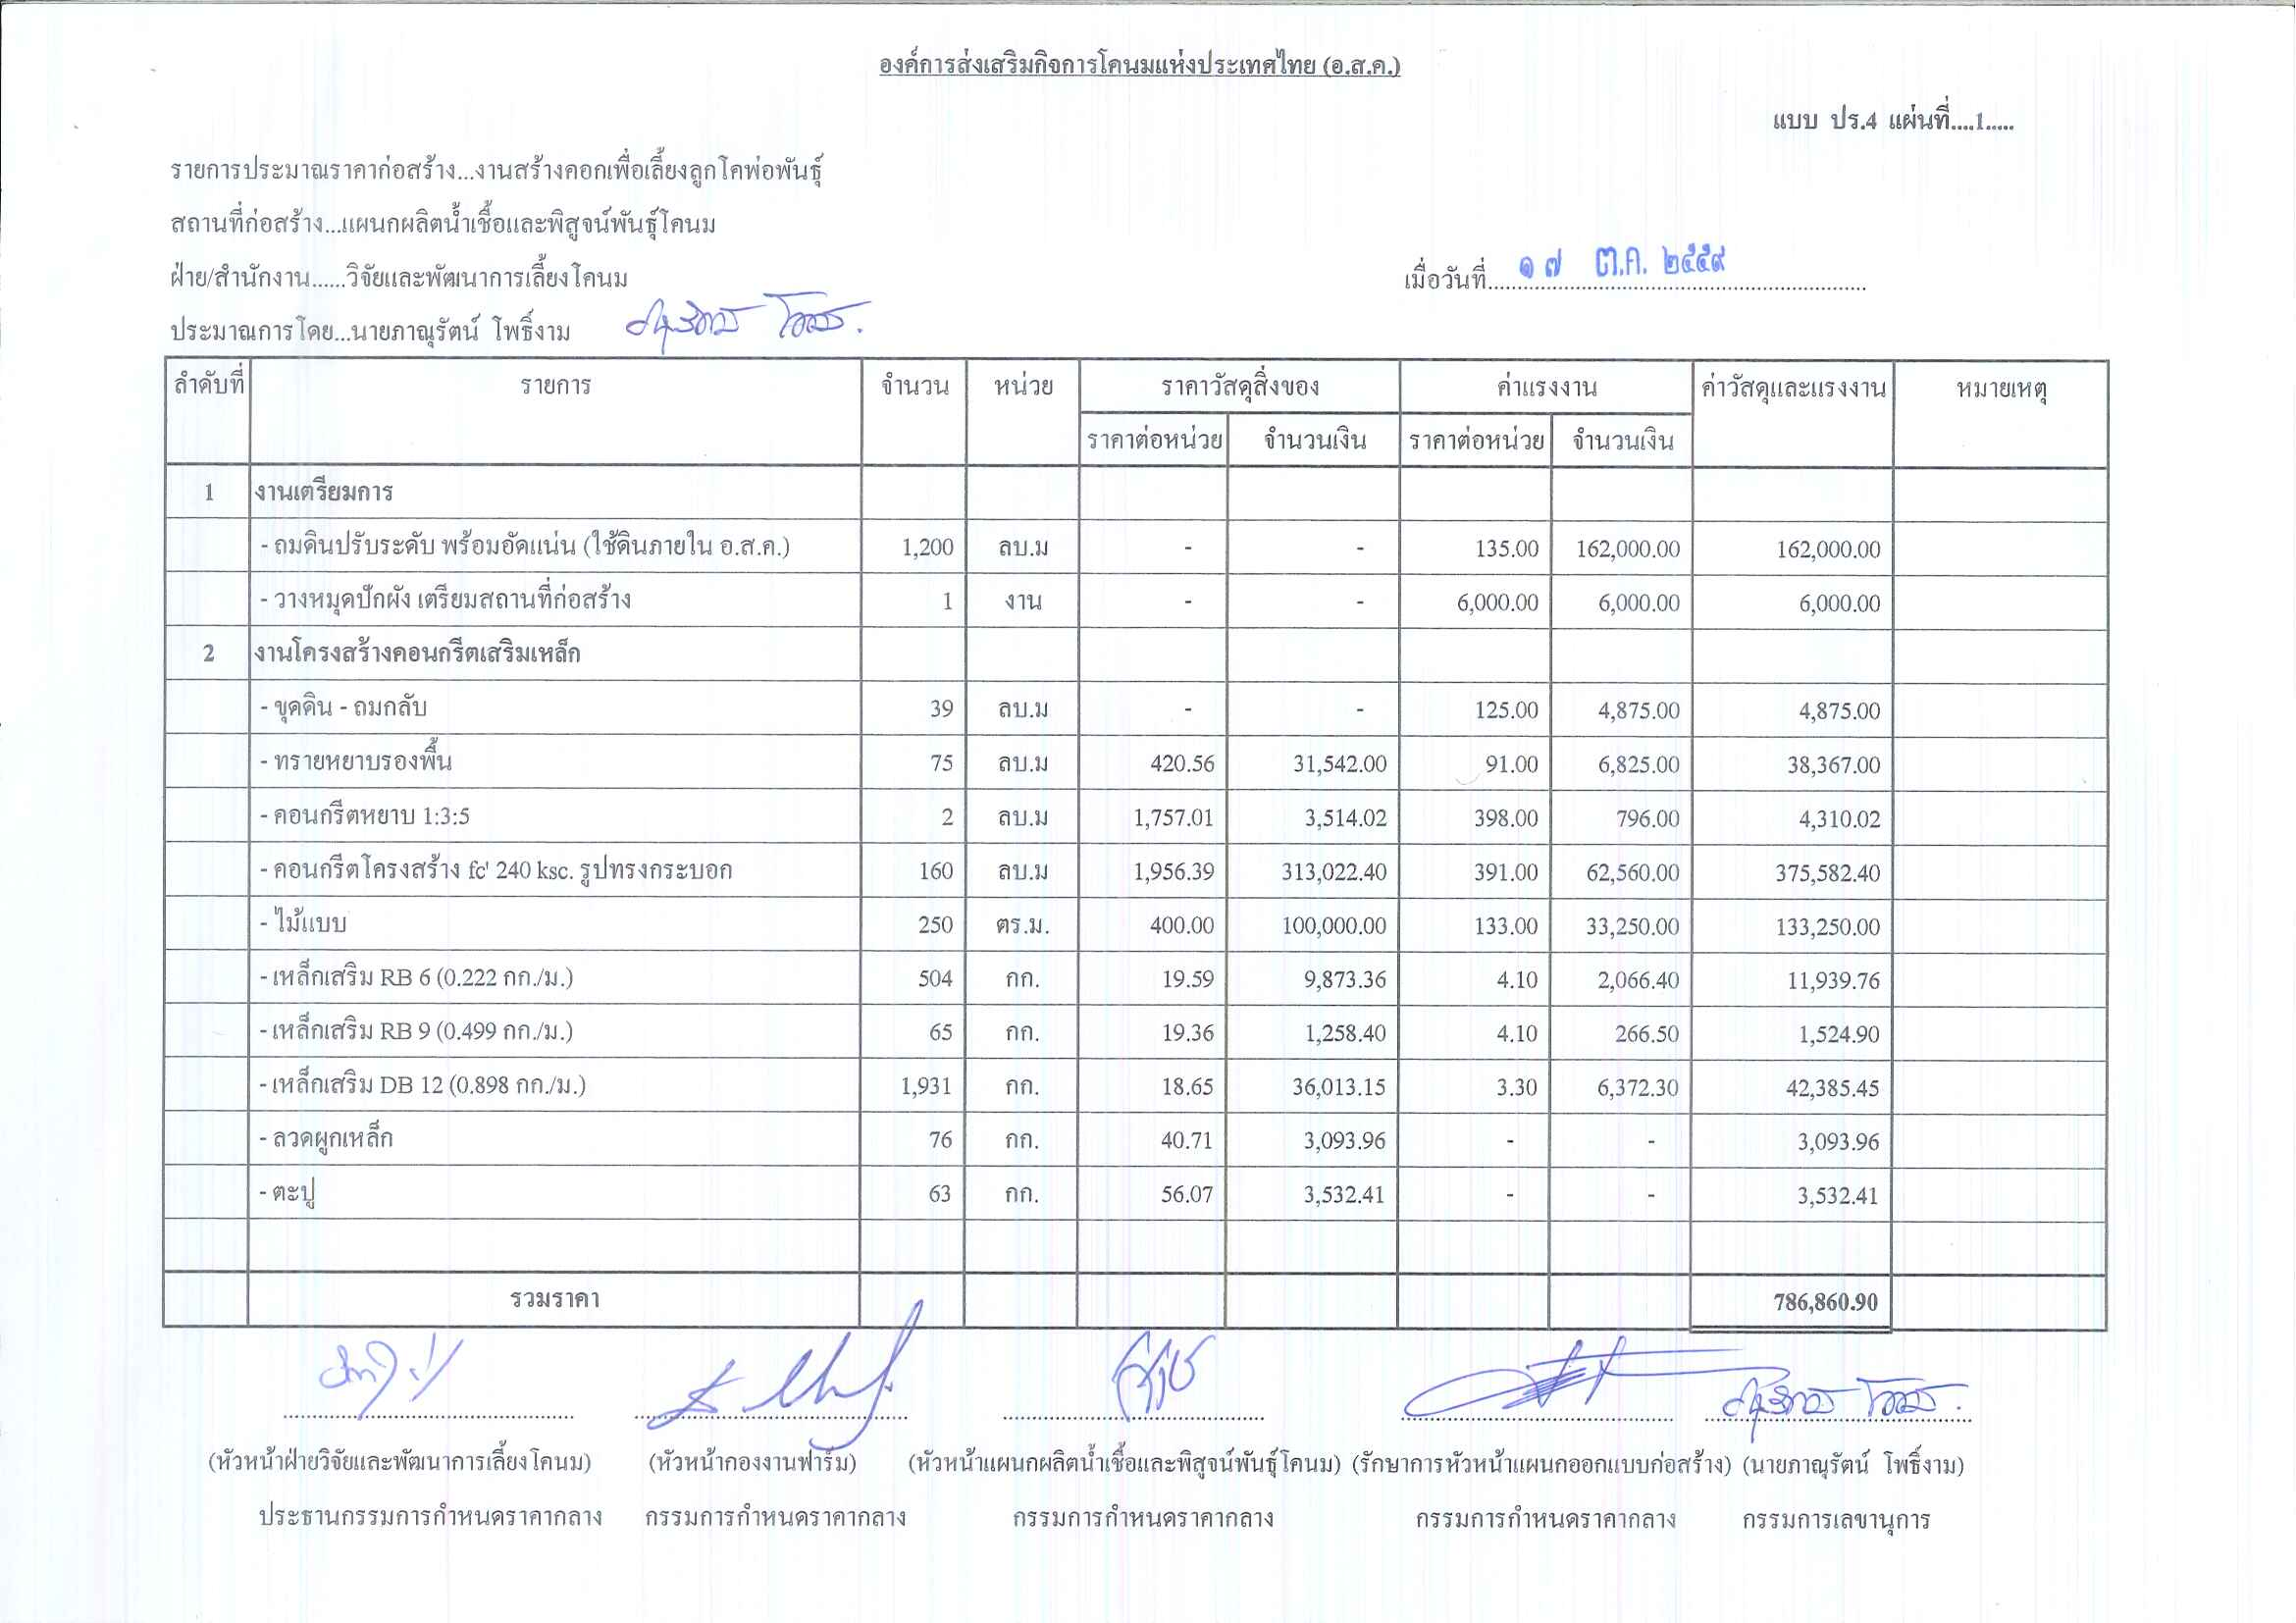 องค์การส่งเสริมกิจการโคนมแห่งประเทศไทย (อ.ส.ค.)
แบบ ปร.4 แผ่นที่....1.....
รายการประมาณราคาก่อสร้าง...งานสร้างคอกเพื่อเลี้ยงลูกโคพ่อพันธุ์
สถานที่ก่อสร้าง...แผนกผลิตน้ำเชื้อและพิสูจน์พันธุ์โคนม
ฝ่าย/สำนักงาน......วิจัยและพัฒนาการเลี้ยงโคนม เมื่อวันที่ ๑๗ ต.ค. ๒๕๕๙
ประมาณการโดย...นายภาณุรัตน์ โพธิ์งาม
ลำดับที่ รายการ จำนวน หน่วย ราคาวัสดุสิ่งของ ค่าแรงงาน ค่าวัสดุและแรงงาน หมายเหตุ
ราคาต่อหน่วย จำนวนเงิน ราคาต่อหน่วย จำนวนเงิน
1 งานเตรียมการ
- ถมดินปรับระดับ พร้อมอัดแน่น (ใช้ดินภายใน อ.ส.ค.) 1,200 ลบ.ม - - 135.00 162,000.00 162,000.00
- วางหมุดปักผัง เตรียมสถานที่ก่อสร้าง 1 งาน - - 6,000.00 6,000.00 6,000.00
2 งานโครงสร้างคอนกรีตเสริมเหล็ก
- ขุดดิน - ถมกลับ 39 ลบ.ม - - 125.00 4,875.00 4,875.00
- ทรายหยาบรองพื้น 75 ลบ.ม 420.56 31,542.00 91.00 6,825.00 38,367.00
- คอนกรีตหยาบ 1:3:5 2 ลบ.ม 1,757.01 3,514.02 398.00 796.00 4,310.02
- คอนกรีตโครงสร้าง fc' 240 ksc. รูปทรงกระบอก 160 ลบ.ม 1,956.39 313,022.40 391.00 62,560.00 375,582.40
- ไม้แบบ 250 ตร.ม. 400.00 100,000.00 133.00 33,250.00 133,250.00
- เหล็กเสริม RB 6 (0.222 กก./ม.) 504 กก. 19.59 9,873.36 4.10 2,066.40 11,939.76
- เหล็กเสริม RB 9 (0.499 กก./ม.) 65 กก. 19.36 1,258.40 4.10 266.50 1,524.90
- เหล็กเสริม DB 12 (0.898 กก./ม.) 1,931 กก. 18.65 36,013.15 3.30 6,372.30 42,385.45
- ลวดผูกเหล็ก 76 กก. 40.71 3,093.96 - - 3,093.96
- ตะปู 63 กก. 56.07 3,532.41 - - 3,532.41
รวมราคา 786,860.90
(หัวหน้าฝ่ายวิจัยและพัฒนาการเลี้ยงโคนม) (หัวหน้ากองงานฟาร์ม) (หัวหน้าแผนกผลิตน้ำเชื้อและพิสูจน์พันธุ์โคนม) (รักษาการหัวหน้าแผนกออกแบบก่อสร้าง) (นายภาณุรัตน์ โพธิ์งาม)
ประธานกรรมการกำหนดราคากลาง กรรมการกำหนดราคากลาง กรรมการกำหนดราคากลาง กรรมการกำหนดราคากลาง กรรมการเลขานุการ